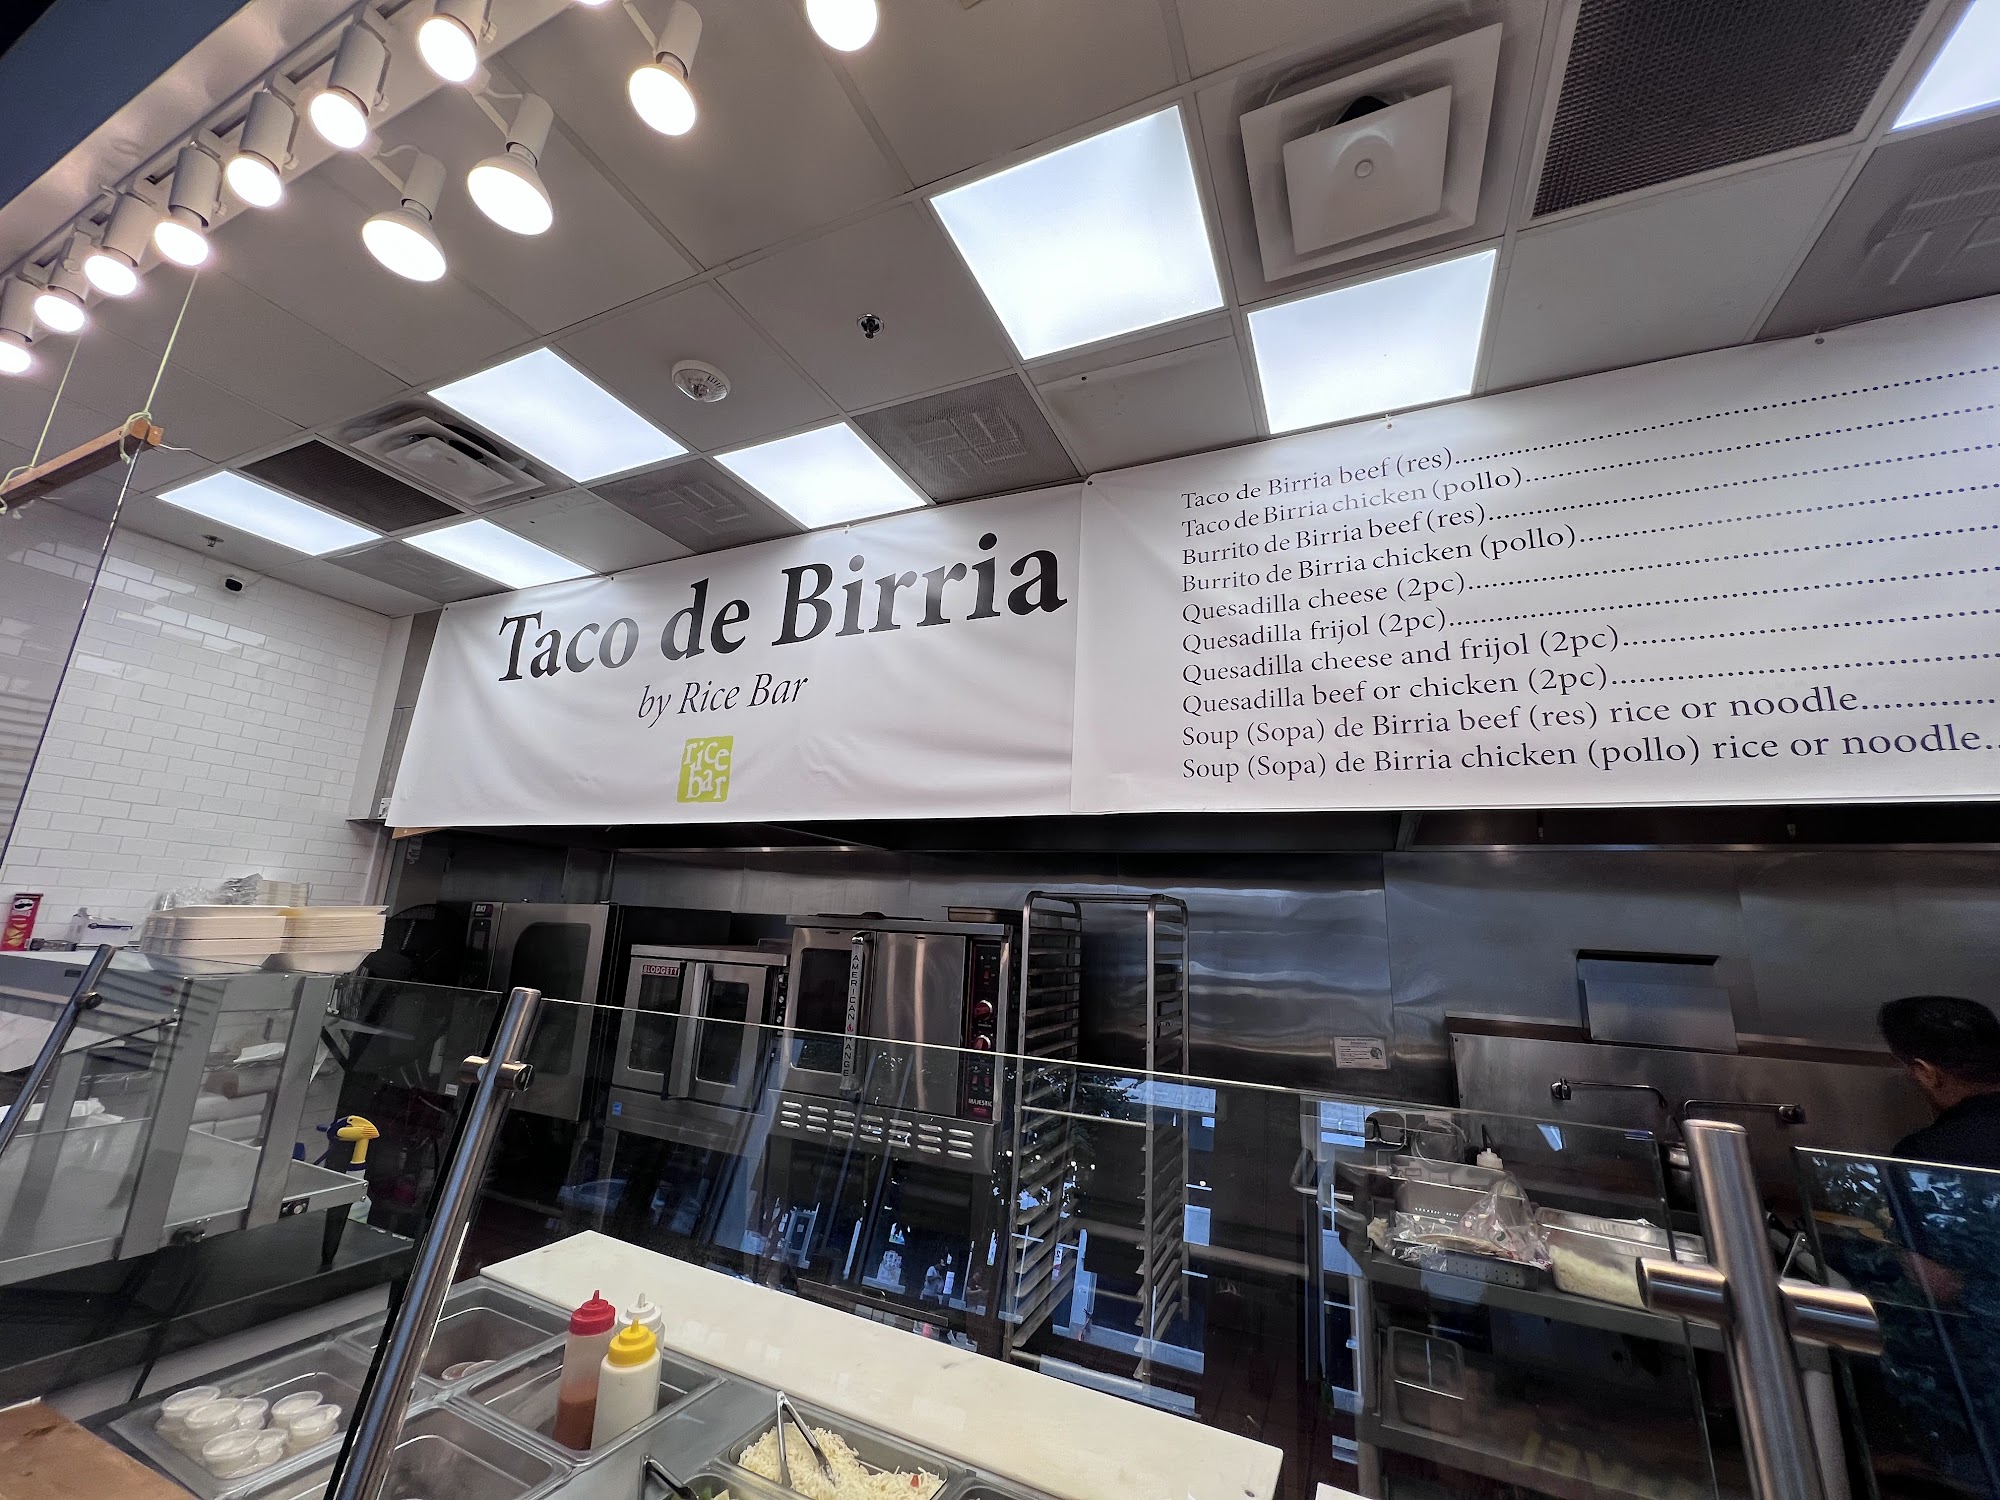 Taco de Birria
by Rice Bar
rice
bar
Taco de Birria beef (res)
Taco de Birria chicken (pollo)
Burrito de Birria beef (res)
Burrito de Birria chicken (pollo)
Quesadilla cheese (2pc)
Quesadilla frijol (2pc)
Quesadilla cheese and frijol (2pc)
Quesadilla beef or chicken (2pc)
Soup (Sopa) de Birria beef (res) rice or noodle
Soup (Sopa) de Birria chicken (pollo) rice or noodle
BLODGETT
AMERICAN RANGE
MAJESTIC